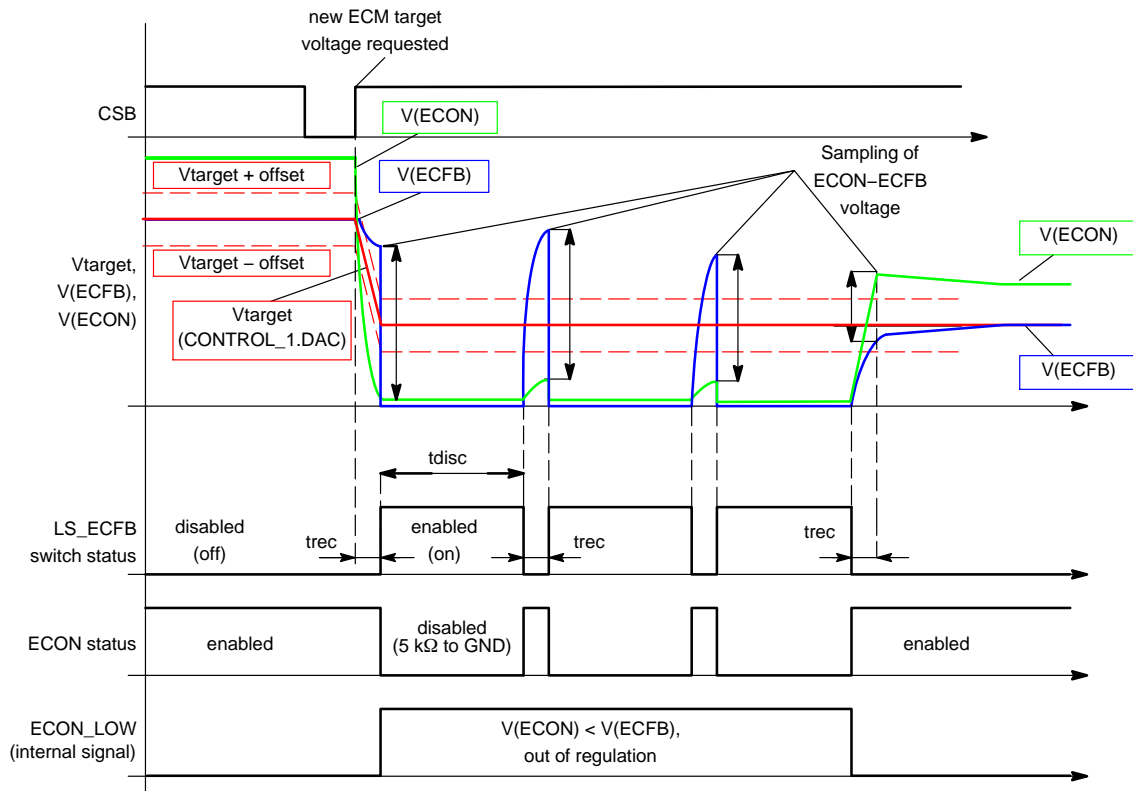 new ECM target
voltage requested
CSB
V(ECON)
Vtarget + offset
V(ECFB)
Sampling of
ECON−ECFB
voltage
V(ECON)
Vtarget − offset
Vtarget,
V(ECFB),
V(ECON)
Vtarget
(CONTROL_1.DAC)
V(ECFB)
tdisc
LS_ECFB
switch status
disabled
(off)
trec
enabled
(on)
trec
trec
ECON status
enabled
disabled
(5 kΩ to GND)
enabled
ECON_LOW
(internal signal)
V(ECON) < V(ECFB),
out of regulation